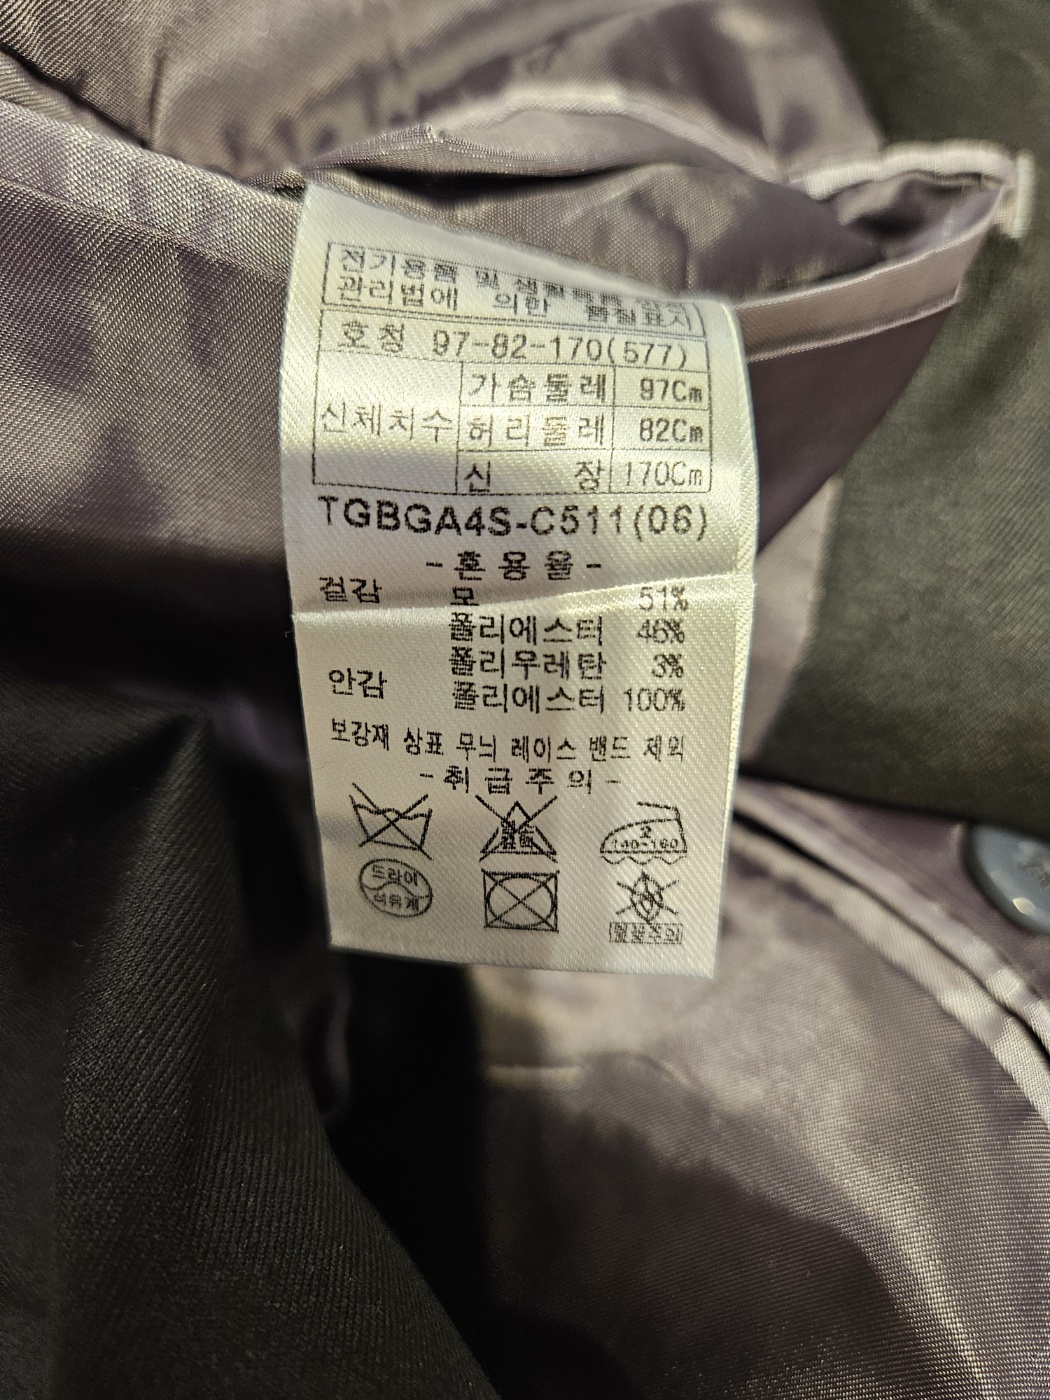 전기용품 및 생활용품 안전
관리법에 의한 품질표시
호칭 97-82-170(577)
신체치수
가슴둘레 97Cm
허리둘레 82Cm
신 장 170Cm
TGBGA4S-C511(06)
-혼용율-
겉감 모 51%
폴리에스터 46%
폴리우레탄 3%
안감 폴리에스터 100%
보강재 상표 무늬 레이스 밴드 제외
-취급주의-
2
140~160
드라이
석유계